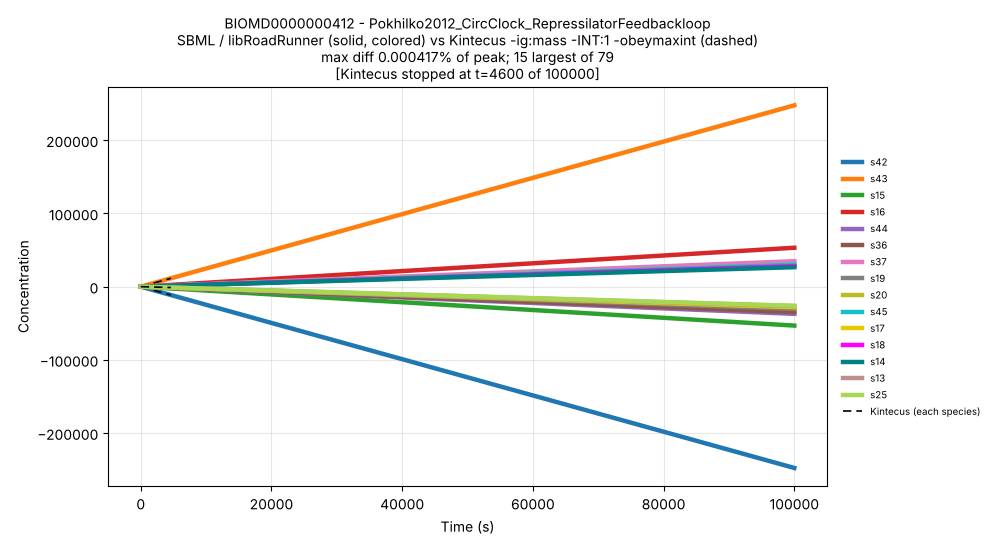 BIOMD0000000412 - Pokhilko2012_CircClock_RepressilatorFeedbackloop
SBML / libRoadRunner (solid, colored) vs Kintecus -ig:mass -INT:1 -obeymaxint (dashed)
max diff 0.000417% of peak; 15 largest of 79
[Kintecus stopped at t=4600 of 100000]
Concentration
200000
100000
0
−100000
−200000
0
20000
40000
60000
80000
100000
Time (s)
s42
s43
s15
s16
s44
s36
s37
s19
s20
s45
s17
s18
s14
s13
s25
Kintecus (each species)